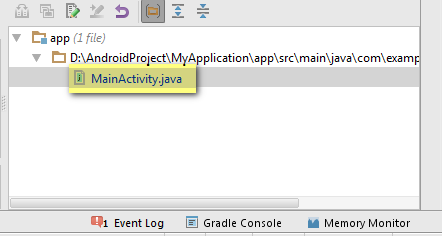 app (1 file)
D:\AndroidProject\MyApplication\app\src\main\java\com\examp
MainActivity.java
1 Event Log Gradle Console Memory Monitor